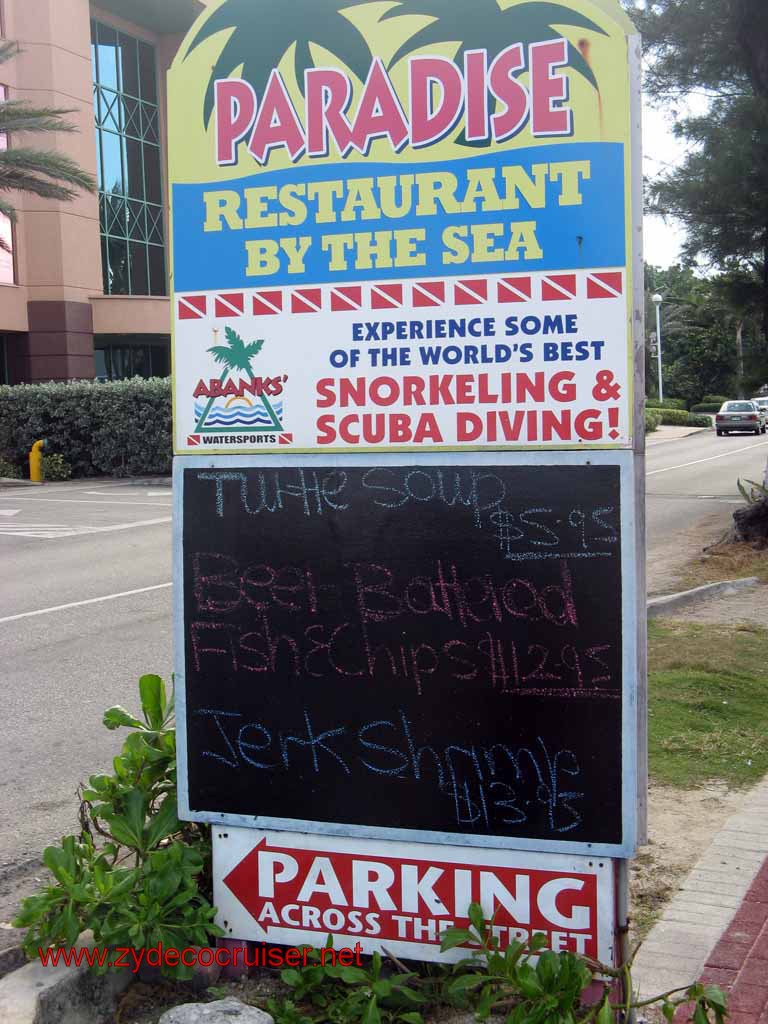 PARADISE
RESTAURANT
BY THE SEA
EXPERIENCE SOME
OF THE WORLD'S BEST
SNORKELING &
SCUBA DIVING!
ABANKS'
WATERSPORTS
Turtle Soup
$5.95
Beer Battered
Fish & Chips $12.95
Jerk Shrimp
$13.95
PARKING
ACROSS THE STREET
www.zydecocruiser.net